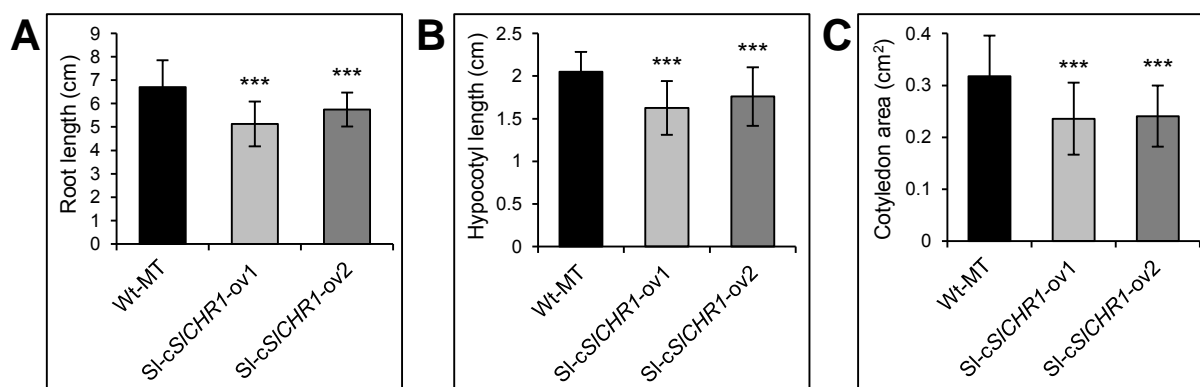 A
Root length (cm)
9
8
7
6
5
4
3
2
1
0
***
***
Wt-MT
Sl-cSlCHR1-ov1
Sl-cSlCHR1-ov2
B
Hypocotyl length (cm)
2.5
2
1.5
1
0.5
0
***
***
Wt-MT
Sl-cSlCHR1-ov1
Sl-cSlCHR1-ov2
C
Cotyledon area (cm²)
0.4
0.3
0.2
0.1
0
***
***
Wt-MT
Sl-cSlCHR1-ov1
Sl-cSlCHR1-ov2